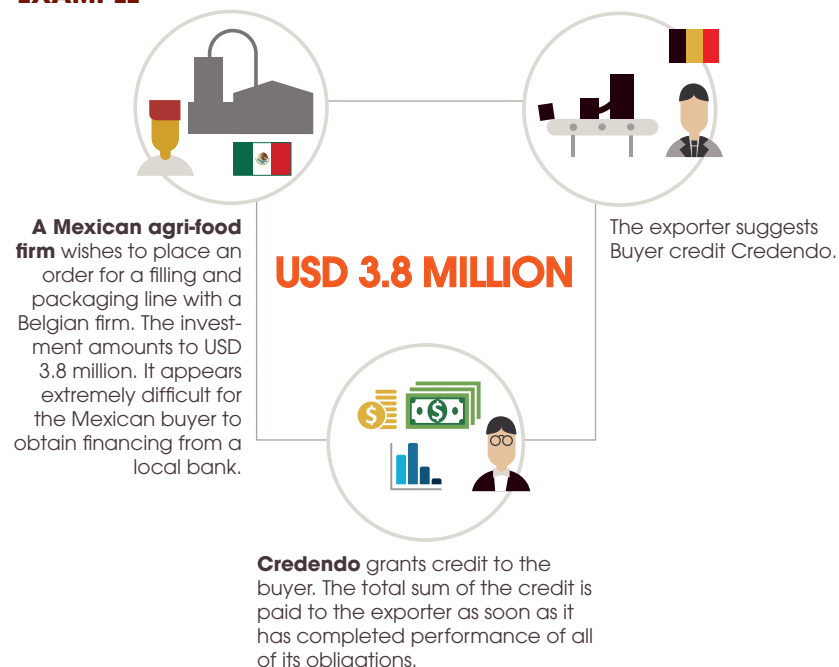 EXAMPLE
A Mexican agri-food
firm wishes to place an
order for a filling and
packaging line with a
Belgian firm. The invest-
ment amounts to USD
3.8 million. It appears
extremely difficult for
the Mexican buyer to
obtain financing from a
local bank.
USD 3.8 MILLION
The exporter suggests
Buyer credit Credendo.
Credendo grants credit to the
buyer. The total sum of the credit is
paid to the exporter as soon as it
has completed performance of all
of its obligations.